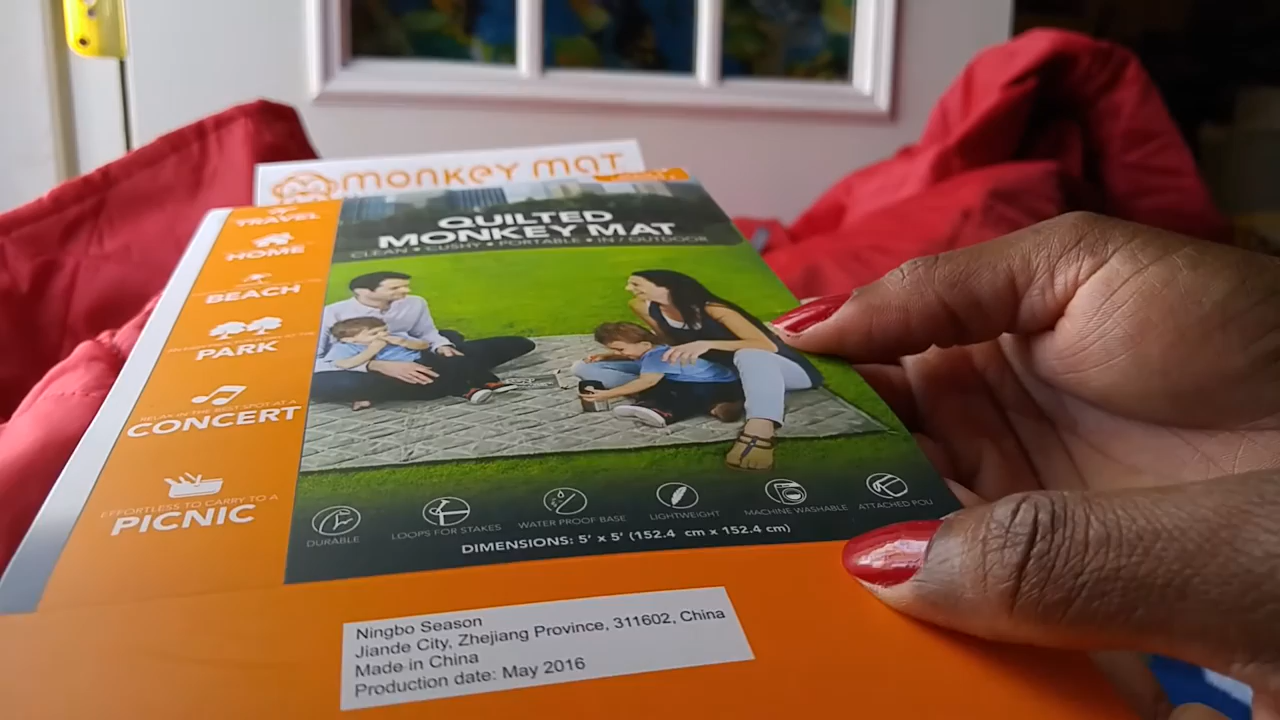 monkey mat
QUILTED
MONKEY MAT
CLEAN • CUSHY • PORTABLE • IN / OUTDOOR
TRAVEL
HOME
BEACH
PARK
RELAX IN THE BEST SPOT AT A
CONCERT
EFFORTLESS TO CARRY TO A
PICNIC
DURABLE
LOOPS FOR STAKES
WATER PROOF BASE
LIGHTWEIGHT
MACHINE WASHABLE
ATTACHED POU
DIMENSIONS: 5' x 5' (152.4 cm x 152.4 cm)
Ningbo Season
Jiande City, Zhejiang Province, 311602, China
Made in China
Production date: May 2016